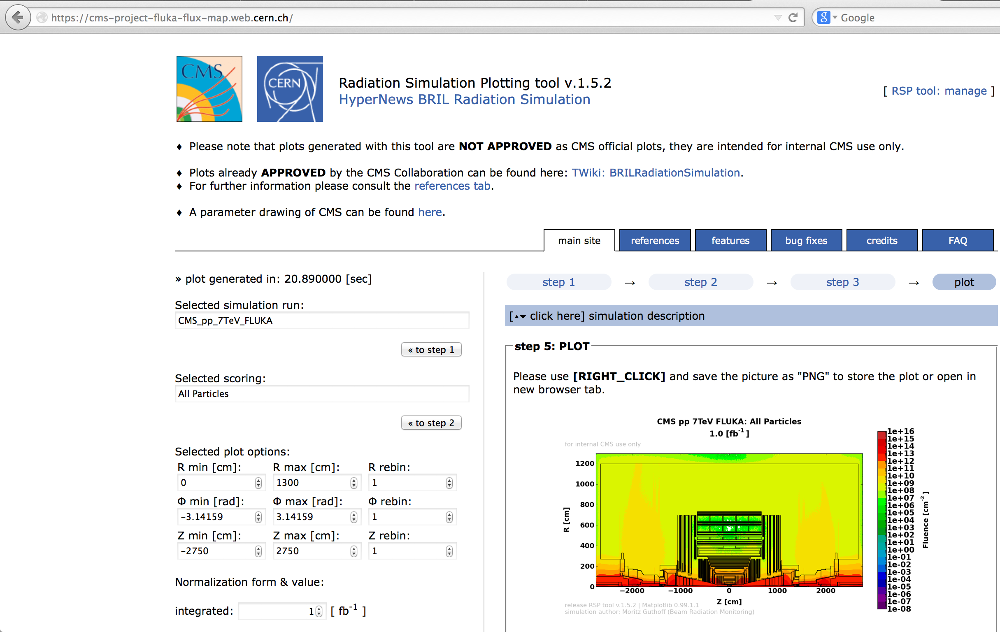 https://cms-project-fluka-flux-map.web.cern.ch/
Google
CMS
CERN
Radiation Simulation Plotting tool v.1.5.2
HyperNews BRIL Radiation Simulation
[ RSP tool: manage ]
♦ Please note that plots generated with this tool are NOT APPROVED as CMS official plots, they are intended for internal CMS use only.
♦ Plots already APPROVED by the CMS Collaboration can be found here: TWiki: BRILRadiationSimulation.
♦ For further information please consult the references tab.
♦ A parameter drawing of CMS can be found here.
main site references features bug fixes credits FAQ
» plot generated in: 20.890000 [sec]
Selected simulation run:
CMS_pp_7TeV_FLUKA
« to step 1
Selected scoring:
All Particles
« to step 2
Selected plot options:
R min [cm]: R max [cm]: R rebin:
0 1300 1
Φ min [rad]: Φ max [rad]: Φ rebin:
−3.14159 3.14159 1
Z min [cm]: Z max [cm]: Z rebin:
−2750 2750 1
Normalization form & value:
integrated: 1 [ fb-1 ]
step 1 → step 2 → step 3 → plot
[▲▼ click here] simulation description
step 5: PLOT
Please use [RIGHT_CLICK] and save the picture as "PNG" to store the plot or open in
new browser tab.
CMS pp 7TeV FLUKA: All Particles
1.0 [fb-1 ]
for internal CMS use only
R [cm]
1200
1000
800
600
400
200
0
−2000 −1000 0 1000 2000
Z [cm]
release RSP tool v.1.5.2 | Matplotlib 0.99.1.1
simulation author: Moritz Guthoff (Beam Radiation Monitoring)
1e+16
1e+15
1e+14
1e+13
1e+12
1e+11
1e+10
1e+09
1e+08
1e+07
1e+06
1e+05
1e+04
1e+03
1e+02
1e+01
1e+00
1e-01
1e-02
1e-03
1e-04
1e-05
1e-06
1e-07
1e-08
Fluence [cm-2 ]